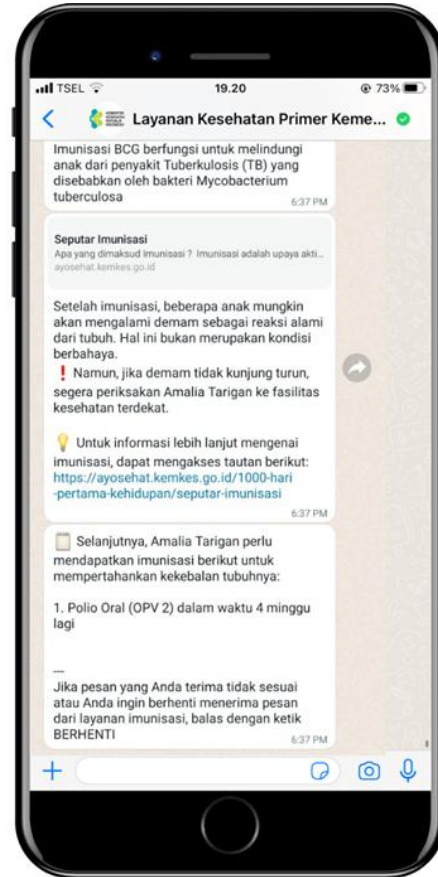 TSEL
19.20
73%
Layanan Kesehatan Primer Keme...
Imunisasi BCG berfungsi untuk melindungi
anak dari penyakit Tuberkulosis (TB) yang
disebabkan oleh bakteri Mycobacterium
tuberculosa
6:37 PM
Seputar Imunisasi
Apa yang dimaksud Imunisasi ? Imunisasi adalah upaya akti...
ayosehat.kemkes.go.id
Setelah imunisasi, beberapa anak mungkin
akan mengalami demam sebagai reaksi alami
dari tubuh. Hal ini bukan merupakan kondisi
berbahaya.
❗ Namun, jika demam tidak kunjung turun,
segera periksakan Amalia Tarigan ke fasilitas
kesehatan terdekat.
💡 Untuk informasi lebih lanjut mengenai
imunisasi, dapat mengakses tautan berikut:
https://ayosehat.kemkes.go.id/1000-hari
-pertama-kehidupan/seputar-imunisasi
6:37 PM
Selanjutnya, Amalia Tarigan perlu
mendapatkan imunisasi berikut untuk
mempertahankan kekebalan tubuhnya:
1. Polio Oral (OPV 2) dalam waktu 4 minggu
lagi
---
Jika pesan yang Anda terima tidak sesuai
atau Anda ingin berhenti menerima pesan
dari layanan imunisasi, balas dengan ketik
BERHENTI
6:37 PM